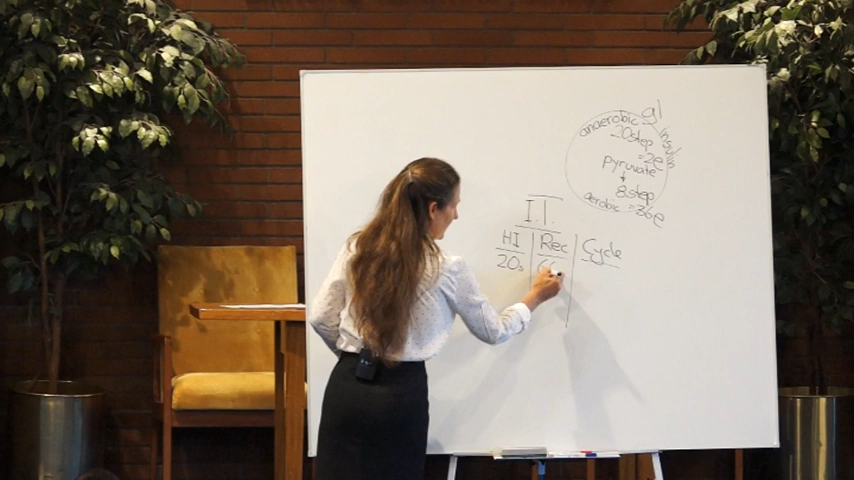 gl
insulin
anaerobic
20step
=2e
pyruvate
↓
8step
aerobic =36e
I.T.
HI Rec Cycle
20s